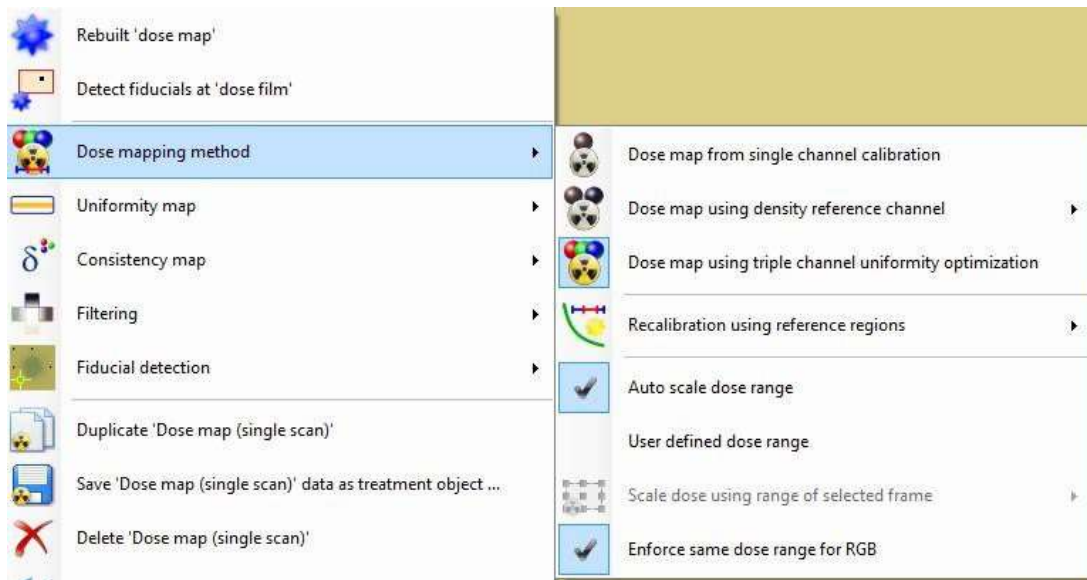 Rebuilt 'dose map'
Detect fiducials at 'dose film'
Dose mapping method
Uniformity map
δ Consistency map
Filtering
Fiducial detection
Duplicate 'Dose map (single scan)'
Save 'Dose map (single scan)' data as treatment object ...
Delete 'Dose map (single scan)'
Dose map from single channel calibration
Dose map using density reference channel
Dose map using triple channel uniformity optimization
Recalibration using reference regions
Auto scale dose range
User defined dose range
Scale dose using range of selected frame
Enforce same dose range for RGB